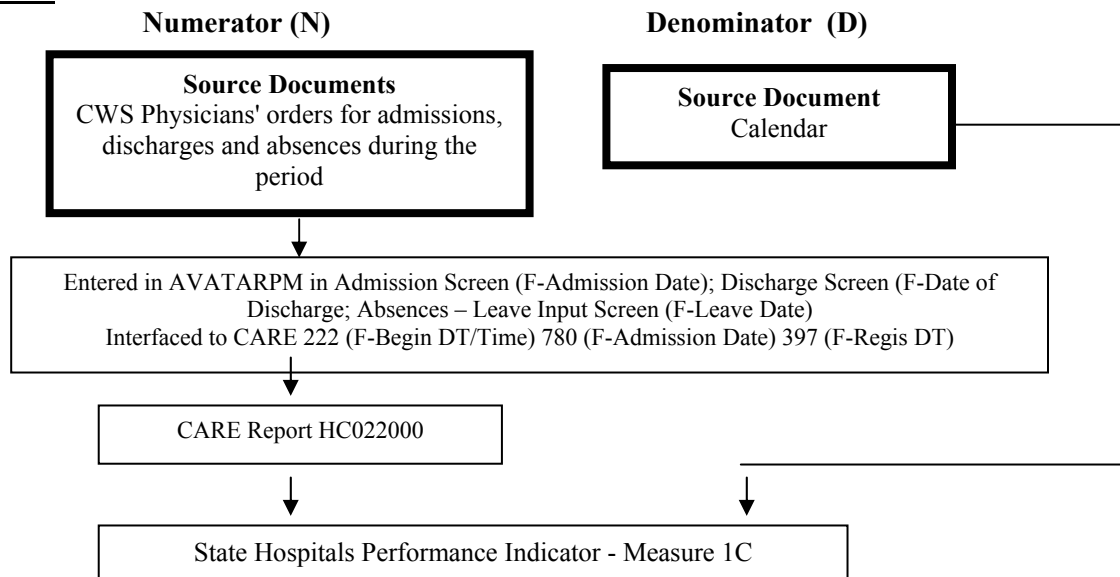 Numerator (N)
Denominator (D)
Source Documents
CWS Physicians' orders for admissions,
discharges and absences during the
period
Source Document
Calendar
Entered in AVATARPM in Admission Screen (F-Admission Date); Discharge Screen (F-Date of
Discharge; Absences – Leave Input Screen (F-Leave Date)
Interfaced to CARE 222 (F-Begin DT/Time) 780 (F-Admission Date) 397 (F-Regis DT)
CARE Report HC022000
State Hospitals Performance Indicator - Measure 1C